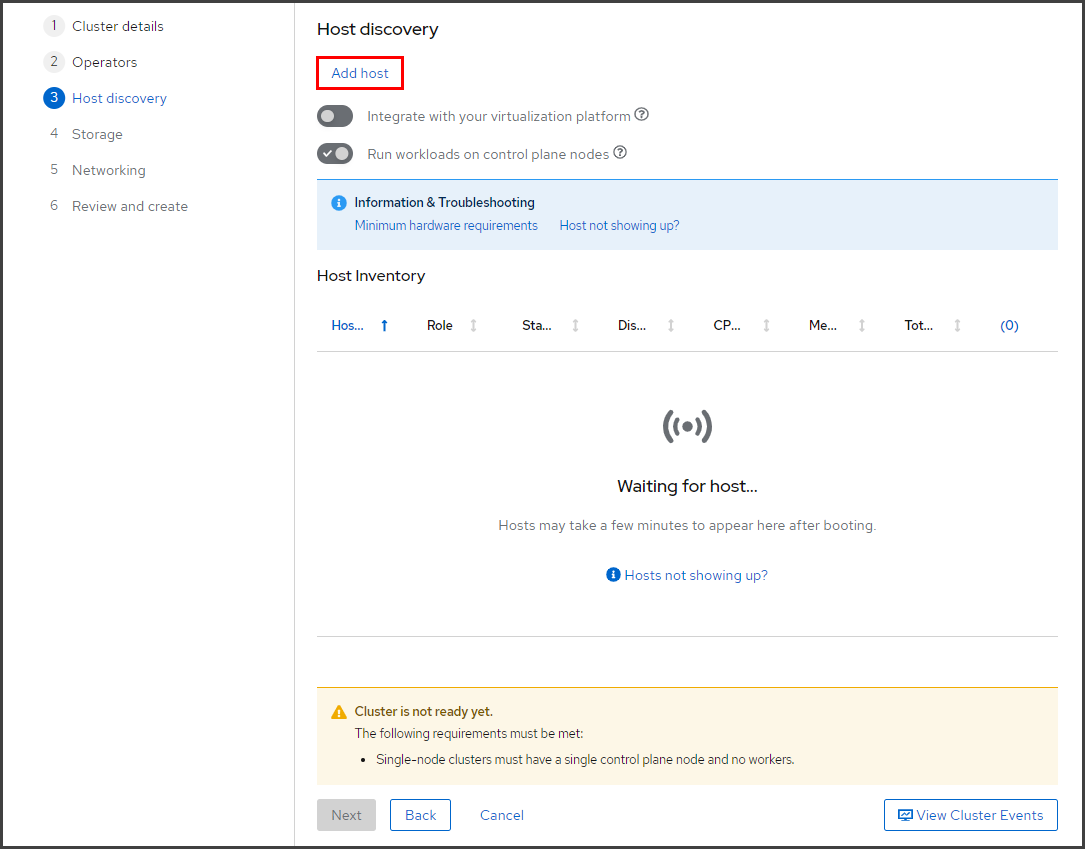 1 Cluster details
2 Operators
3 Host discovery
4 Storage
5 Networking
6 Review and create
Host discovery
Add host
Integrate with your virtualization platform
Run workloads on control plane nodes
Information & Troubleshooting
Minimum hardware requirements Host not showing up?
Host Inventory
Hos... Role Sta... Dis... CP... Me... Tot... (0)
Waiting for host...
Hosts may take a few minutes to appear here after booting.
Hosts not showing up?
Cluster is not ready yet.
The following requirements must be met:
• Single-node clusters must have a single control plane node and no workers.
Next Back Cancel View Cluster Events